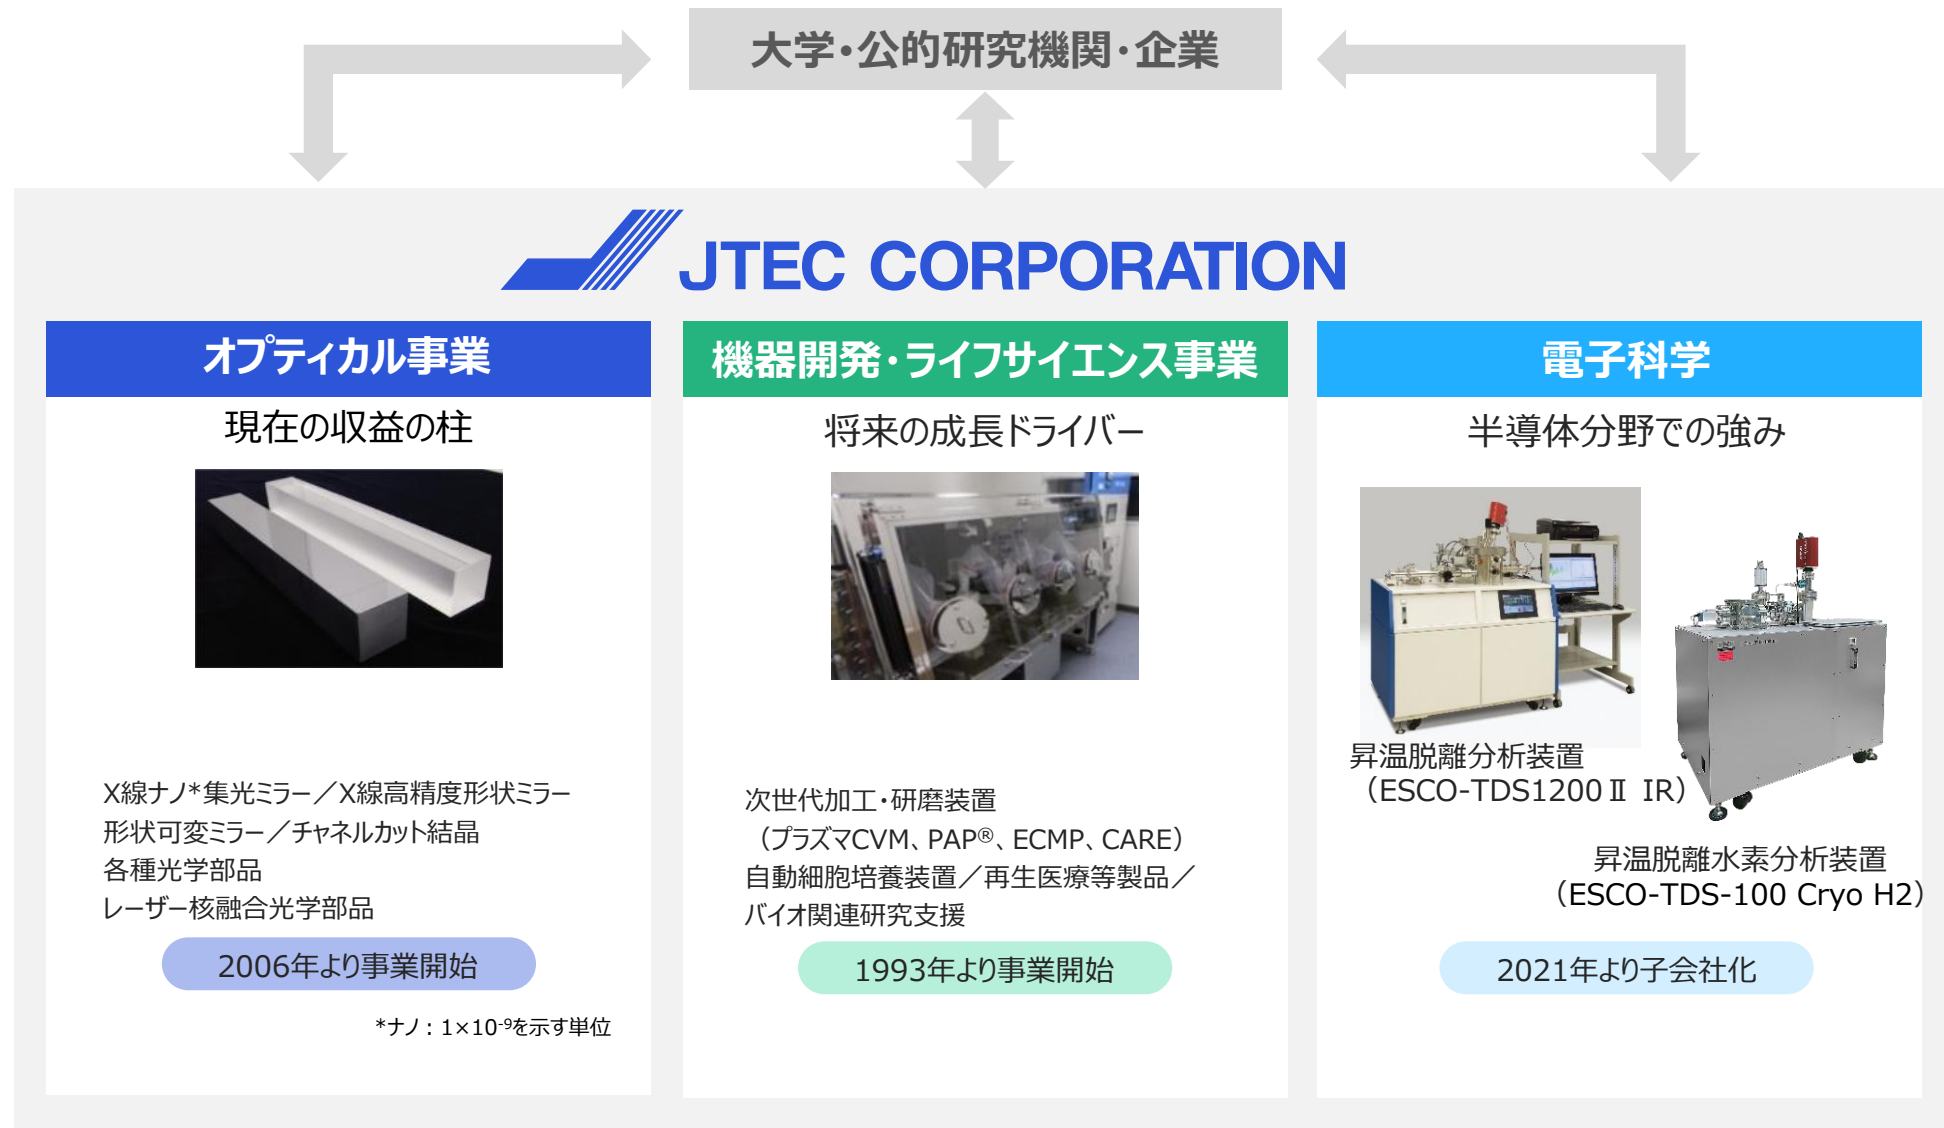 大学・公的研究機関・企業
JTEC CORPORATION
オプティカル事業
現在の収益の柱
X線ナノ*集光ミラー／X線高精度形状ミラー
形状可変ミラー／チャネルカット結晶
各種光学部品
レーザー核融合光学部品
2006年より事業開始
*ナノ：1×10⁻⁹を示す単位
機器開発・ライフサイエンス事業
将来の成長ドライバー
次世代加工・研磨装置
（プラズマCVM、PAP®、ECMP、CARE）
自動細胞培養装置／再生医療等製品／
バイオ関連研究支援
1993年より事業開始
電子科学
半導体分野での強み
昇温脱離分析装置
（ESCO-TDS1200Ⅱ IR）
昇温脱離水素分析装置
（ESCO-TDS-100 Cryo H2）
2021年より子会社化